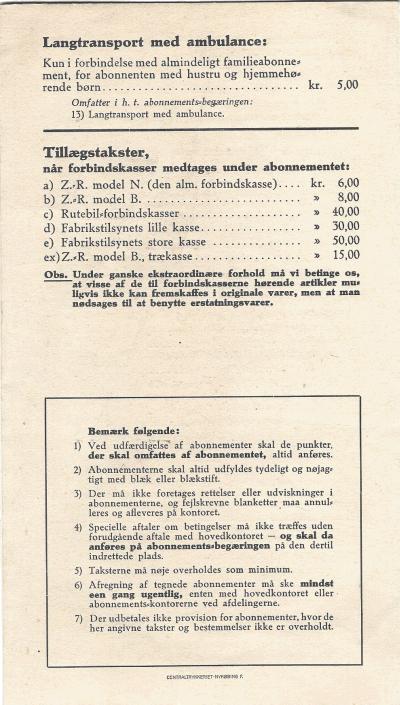 Langtransport med ambulance:
Kun i forbindelse med almindeligt familieabonne-
ment, for abonnenten med hustru og hjemmehø-
rende børn................................ kr. 5,00
Omfatter i h. t. abonnements-begæringen:
13) Langtransport med ambulance.
Tillægstakster,
når forbindskasser medtages under abonnementet:
a) Z.-R. model N. (den alm. forbindskasse).... kr. 6,00
b) Z.-R. model B. ............................ » 8,00
c) Rutebil-forbindskasser .................... » 40,00
d) Fabrikstilsynets lille kasse................ » 30,00
e) Fabrikstilsynets store kasse ............... » 50,00
ex) Z.-R. model B., trækasse................... » 15,00
Obs. Under ganske ekstraordinære forhold må vi betinge os,
at visse af de til forbindskasserne hørende artikler mu-
ligvis ikke kan fremskaffes i originale varer, men at man
nødsages til at benytte erstatningsvarer.
Bemærk følgende:
1) Ved udfærdigelse af abonnementer skal de punkter,
der skal omfattes af abonnementet, altid anføres.
2) Abonnementerne skal altid udfyldes tydeligt og nøjag-
tigt med blæk eller blækstift.
3) Der må ikke foretages rettelser eller udviskninger i
abonnementerne, og fejlskrevne blanketter maa annul-
leres og afleveres på kontoret.
4) Specielle aftaler om betingelser må ikke træffes uden
forudgående aftale med hovedkontoret — og skal da
anføres på abonnements-begæringen på den dertil
indrettede plads.
5) Taksterne må nøje overholdes som minimum.
6) Afregning af tegnede abonnementer må ske mindst
een gang ugentlig, enten med hovedkontoret eller
abonnements-kontorerne ved afdelingerne.
7) Der udbetales ikke provision for abonnementer, hvor de
her angivne takster og bestemmelser ikke er overholdt.
CENTRALTRYKKERIET-NYKØBING F.